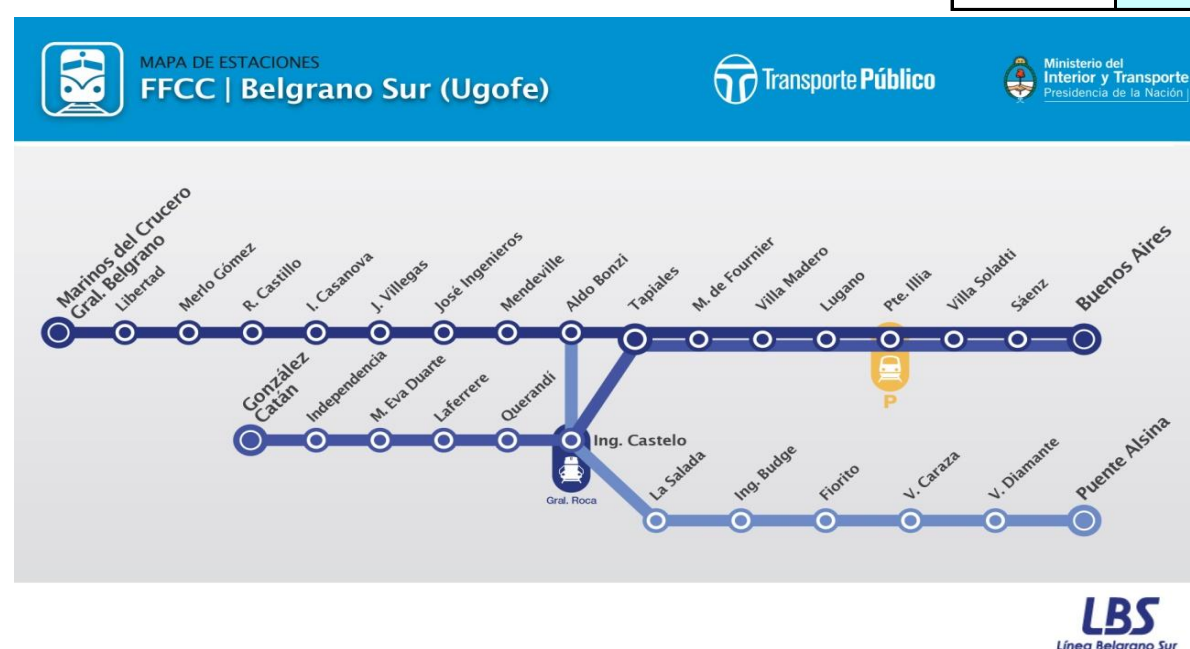 MAPA DE ESTACIONES
FFCC | Belgrano Sur (Ugofe)
Transporte Público
Ministerio del
Interior y Transporte
Presidencia de la Nación
Marinos del Crucero
Gral. Belgrano
Libertad
Merlo Gómez
R. Castillo
I. Casanova
J. Villegas
José Ingenieros
Mendeville
Aldo Bonzi
Tapiales
M. de Fournier
Villa Madero
Lugano
Pte. Illia
Villa Soladti
Sáenz
Buenos Aires
P
González
Catán
Independencia
M. Eva Duarte
Laferrere
Querandí
Ing. Castelo
Gral. Roca
La Salada
Ing. Budge
Fiorito
V. Caraza
V. Diamante
Puente Alsina
LBS
Línea Belgrano Sur